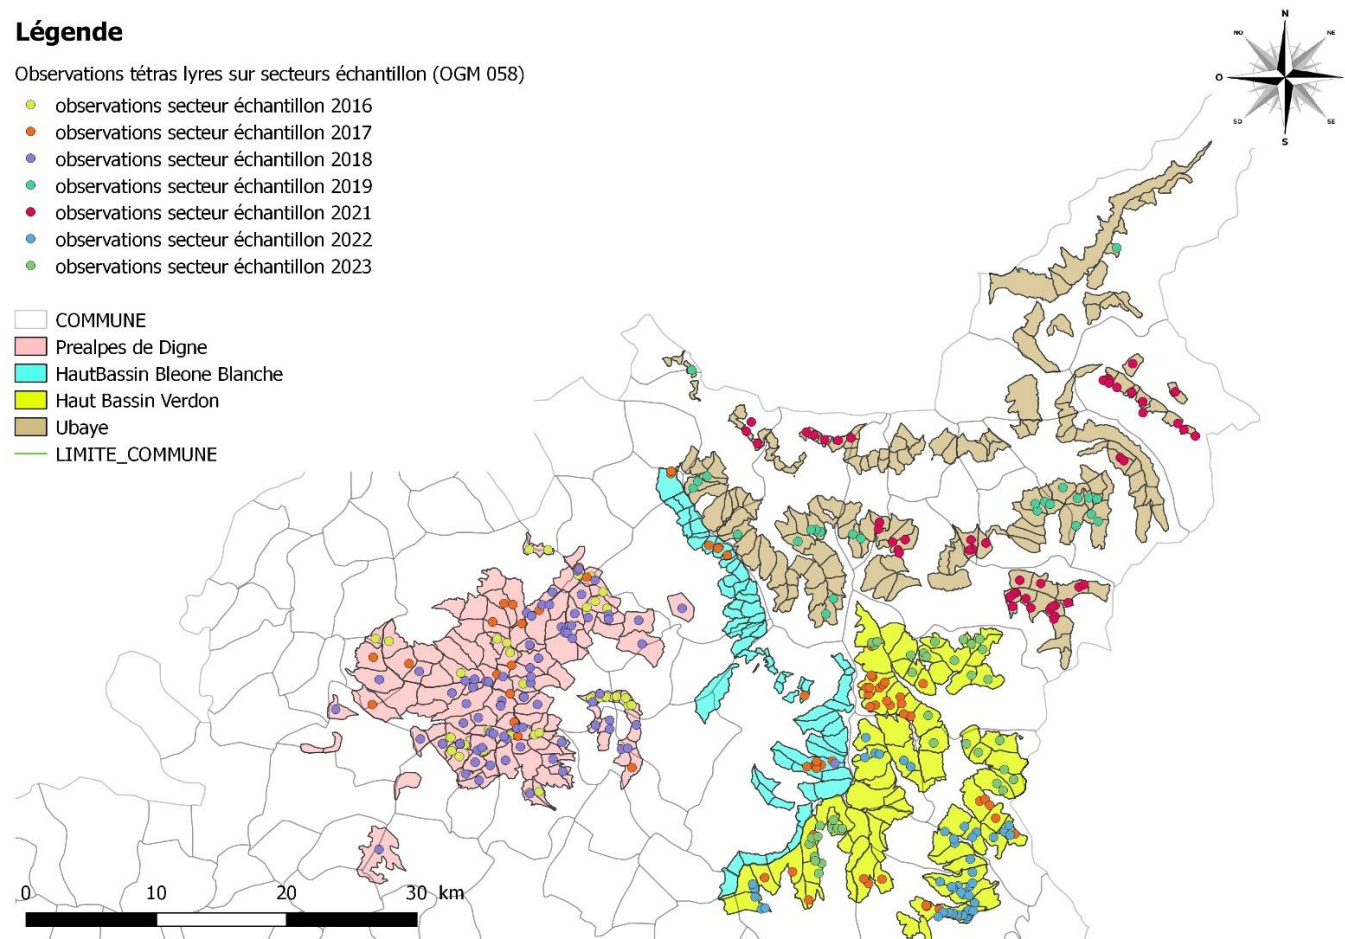 Légende
Observations tétras lyres sur secteurs échantillon (OGM 058)
observations secteur échantillon 2016
observations secteur échantillon 2017
observations secteur échantillon 2018
observations secteur échantillon 2019
observations secteur échantillon 2021
observations secteur échantillon 2022
observations secteur échantillon 2023
COMMUNE
Prealpes de Digne
HautBassin Bleone Blanche
Haut Bassin Verdon
Ubaye
LIMITE_COMMUNE
N
NO
NE
O
SO
SE
S
0 10 20 30 km